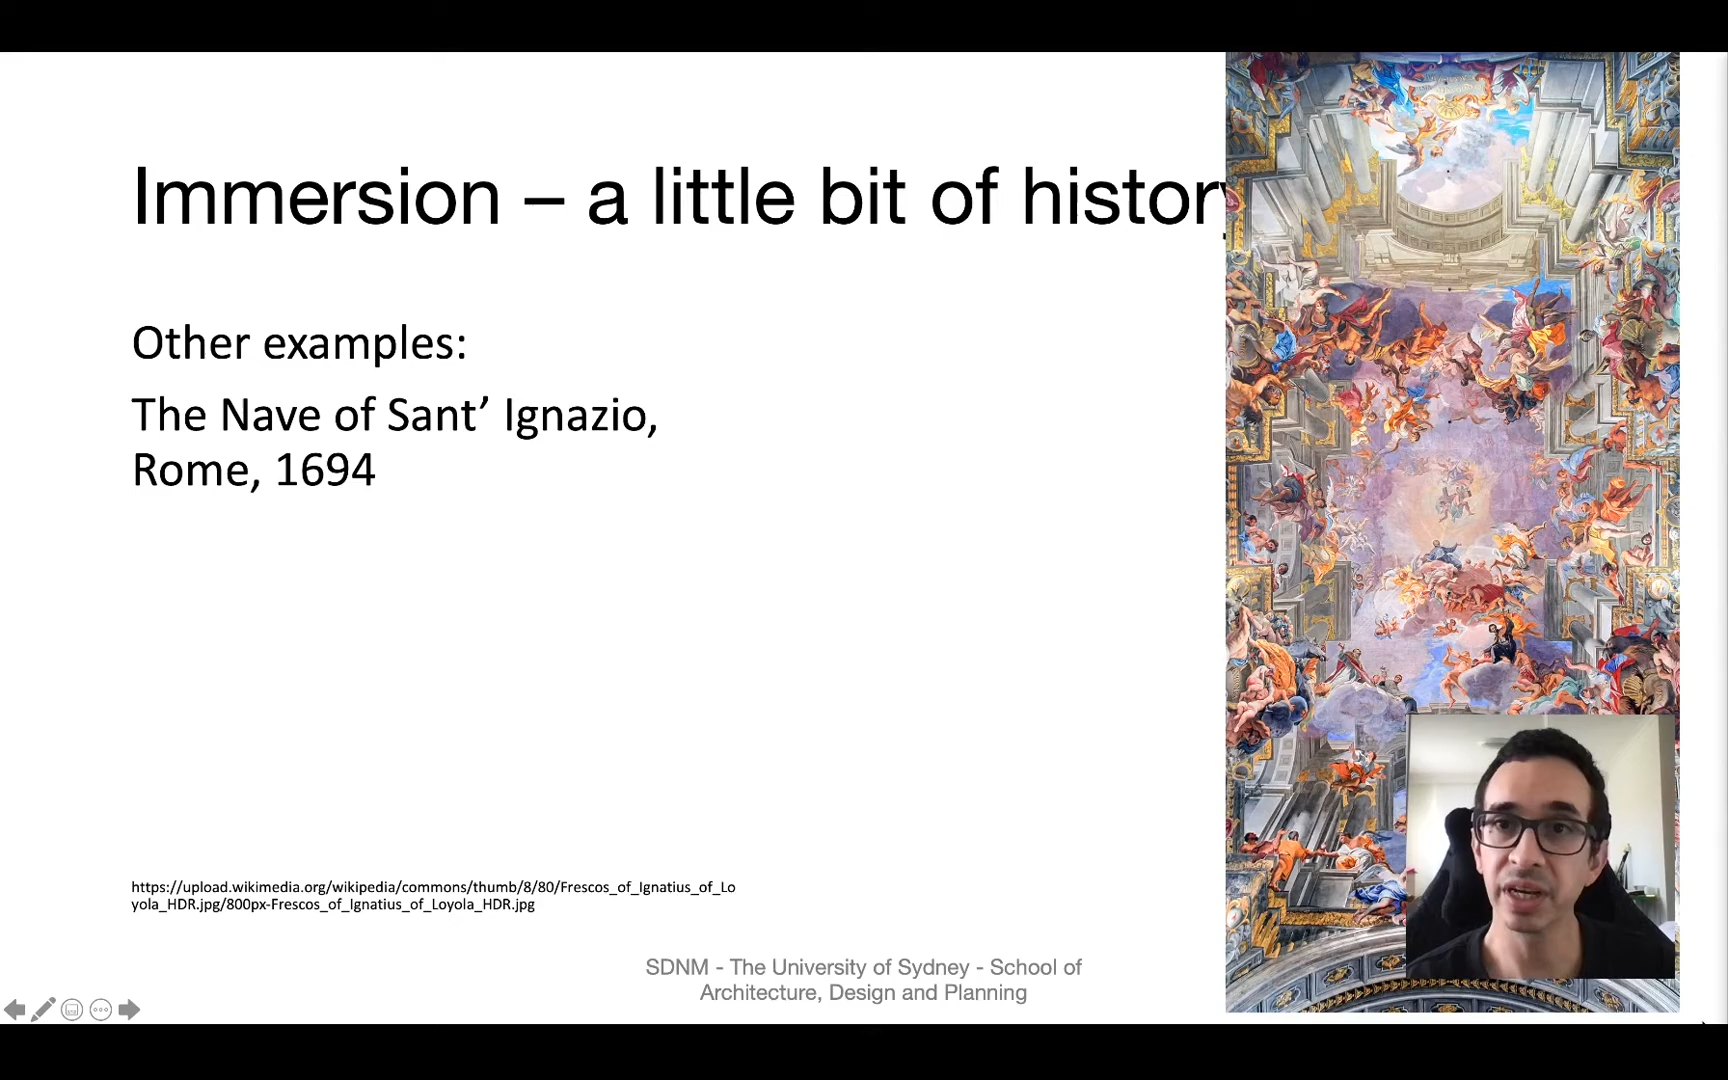 Immersion – a little bit of history
Other examples:
The Nave of Sant’ Ignazio,
Rome, 1694
https://upload.wikimedia.org/wikipedia/commons/thumb/8/80/Frescos_of_Ignatius_of_Lo
yola_HDR.jpg/800px-Frescos_of_Ignatius_of_Loyola_HDR.jpg
SDNM - The University of Sydney - School of
Architecture, Design and Planning